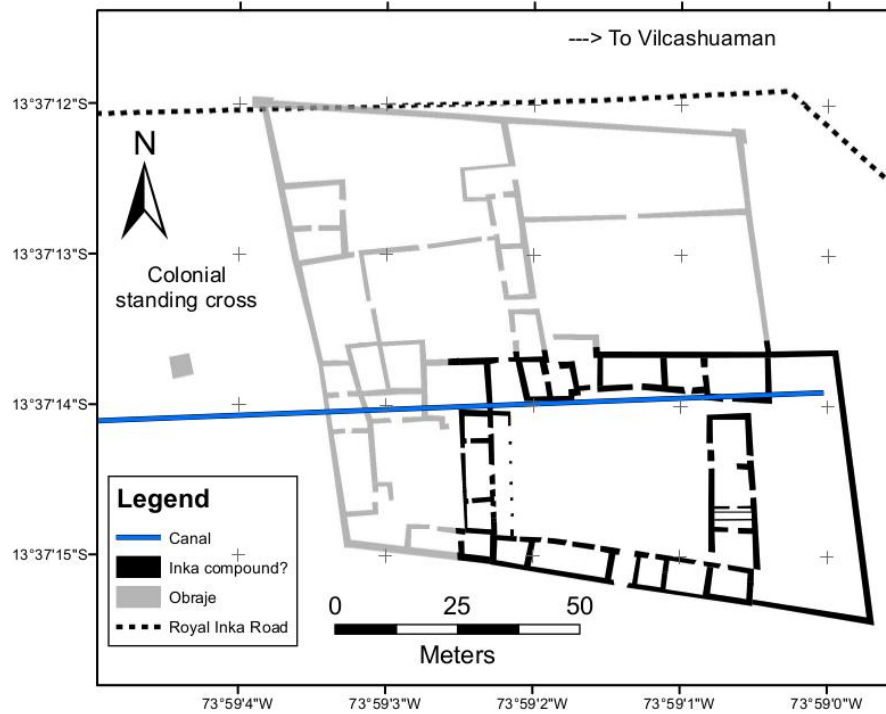 ---> To Vilcashuaman
13°37'12"S
N
13°37'13"S
Colonial
standing cross
13°37'14"S
Legend
Canal
Inka compound?
Obraje
Royal Inka Road
13°37'15"S
0 25 50
Meters
73°59'4"W 73°59'3"W 73°59'2"W 73°59'1"W 73°59'0"W